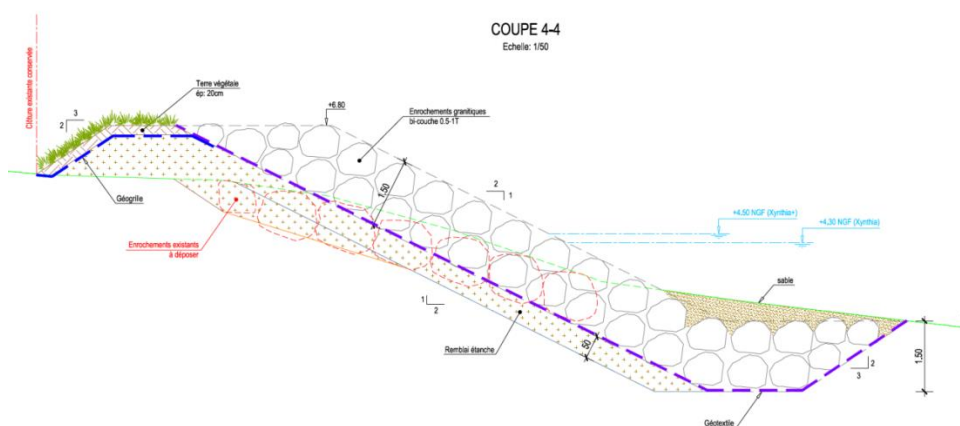 COUPE 4-4
Echelle: 1/50
Clôture existante conservée
Terre végétale
ép: 20cm
3
2
+6.80
Enrochements granitiques
bi-couche 0.5-1T
1,50
2
1
Géogrille
+4.50 NGF (Xynthia+)
+4,30 NGF (Xynthia)
Enrochements existants
à déposer
sable
1
2
Remblai étanche
50
2
3
1,50
Géotextile